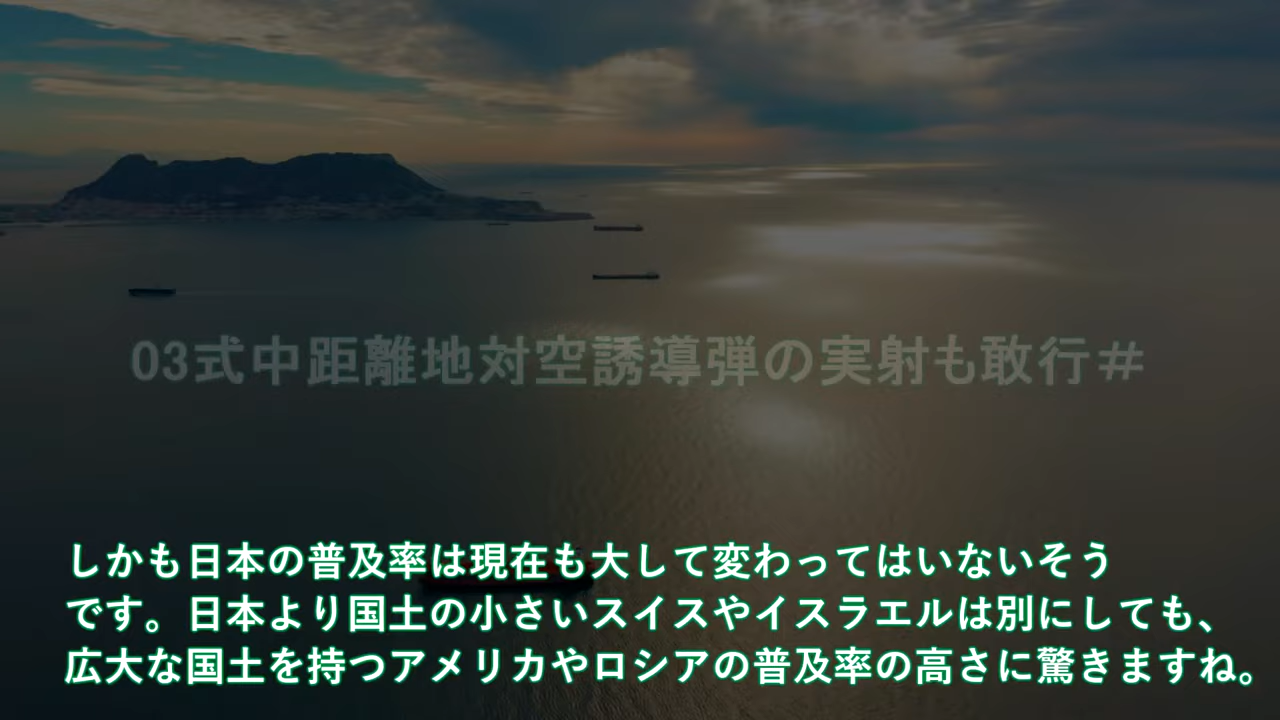 03式中距離地対空誘導弾の実射も敢行＃
しかも日本の普及率は現在も大して変わってはいないそう
です。日本より国土の小さいスイスやイスラエルは別にしても、
広大な国土を持つアメリカやロシアの普及率の高さに驚きますね。